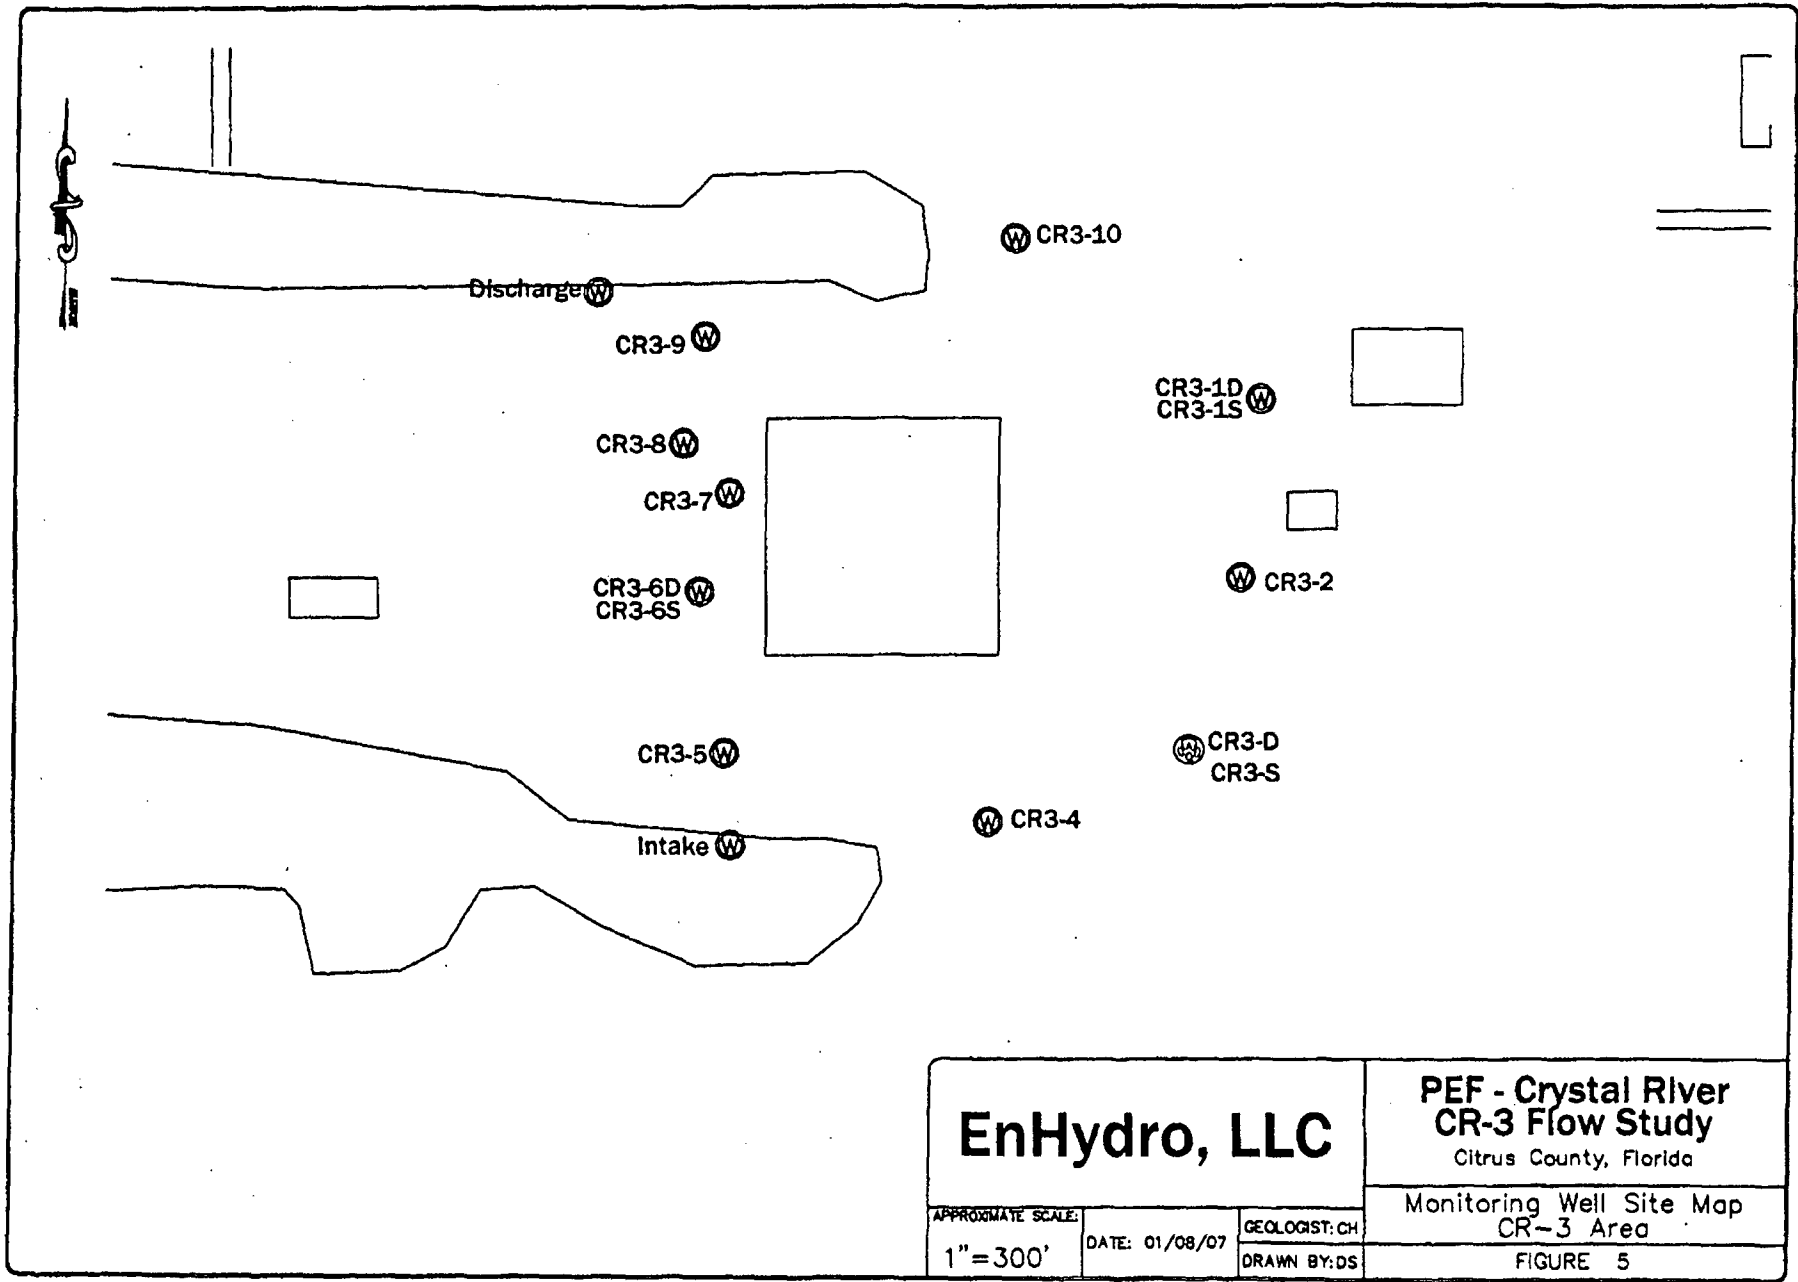 CR3-10
Discharge
CR3-9
CR3-1D
CR3-1S
CR3-8
CR3-7
CR3-6D
CR3-6S
CR3-2
CR3-5
CR3-D
CR3-S
CR3-4
Intake
EnHydro, LLC
PEF - Crystal River
CR-3 Flow Study
Citrus County, Florida
Monitoring Well Site Map
CR-3 Area
APPROXIMATE SCALE:
1"=300'
DATE: 01/08/07
GEOLOGIST: CH
DRAWN BY: DS
FIGURE 5